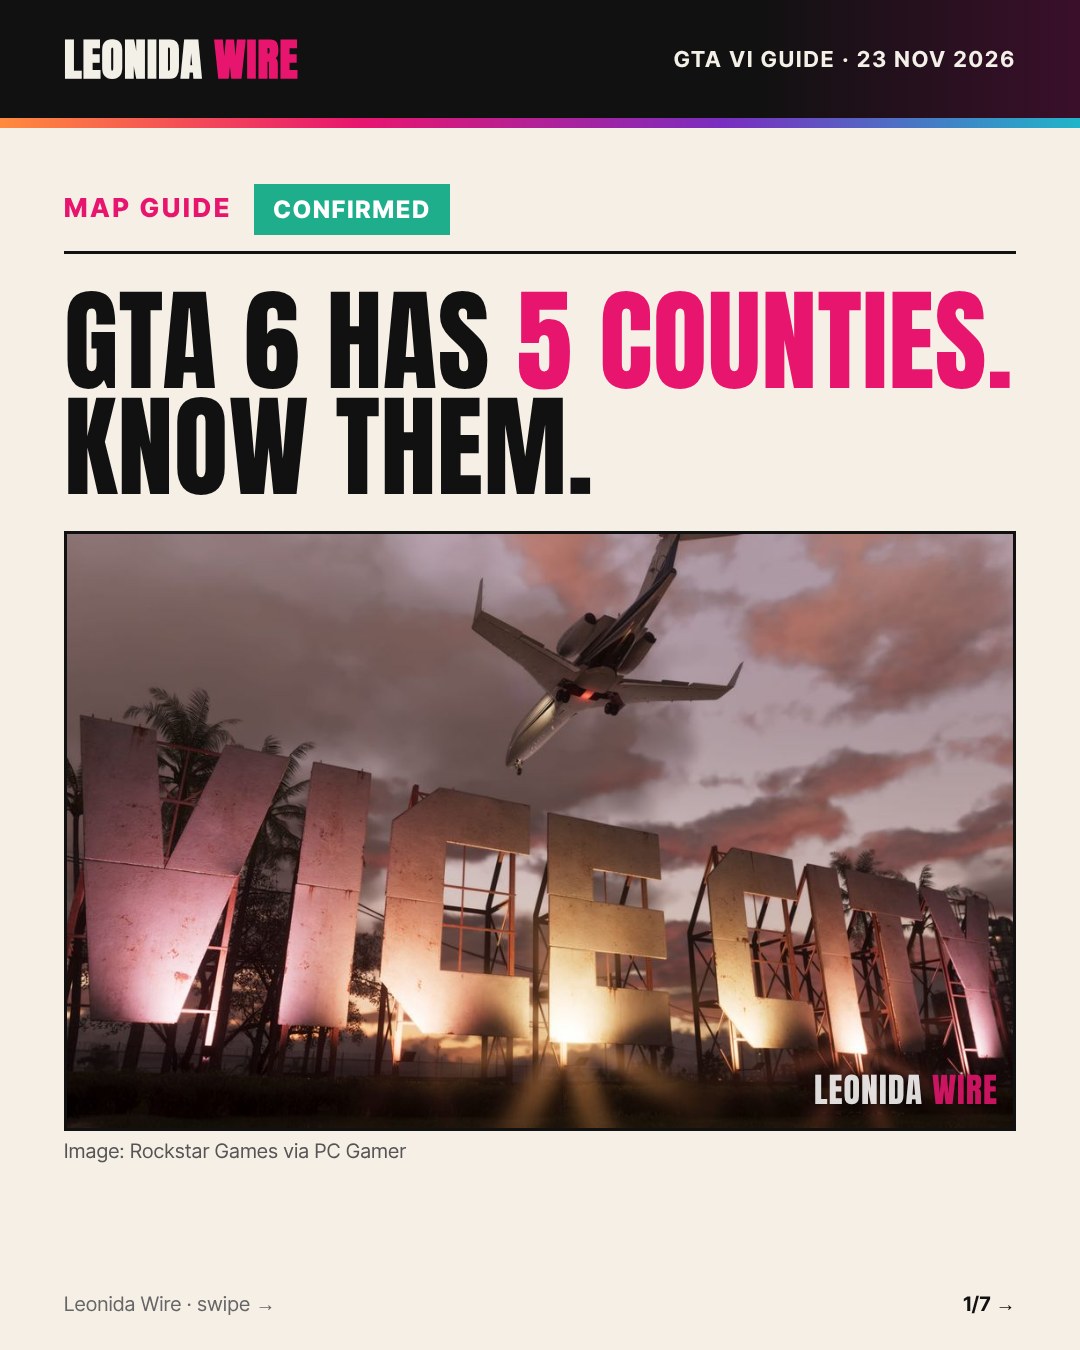 LEONIDA WIRE
GTA VI GUIDE · 23 NOV 2026
MAP GUIDE
CONFIRMED
GTA 6 HAS 5 COUNTIES.
KNOW THEM.
VICE CITY
LEONIDA WIRE
Image: Rockstar Games via PC Gamer
Leonida Wire · swipe →
1/7 →